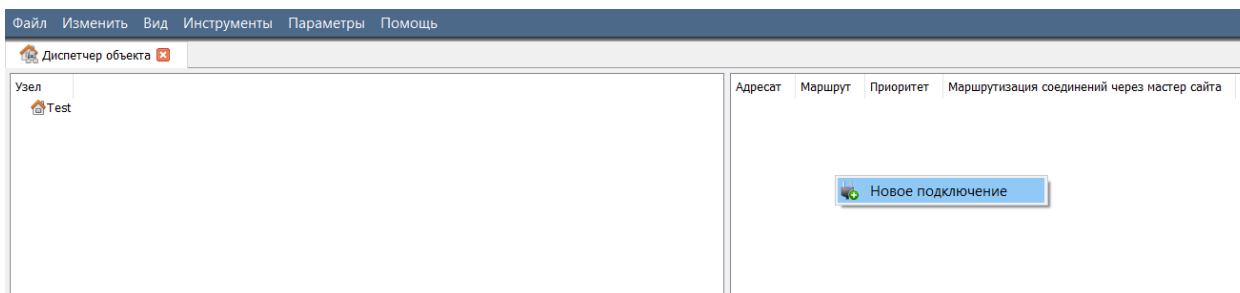 Файл Изменить Вид Инструменты Параметры Помощь
Диспетчер объекта
Узел
Адресат Маршрут Приоритет Маршрутизация соединений через мастер сайта
Test
Новое подключение